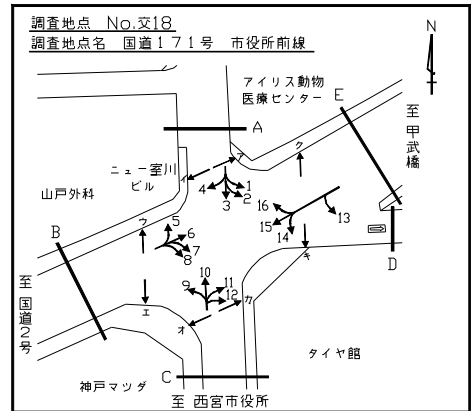 調査地点 No.交18
調査地点名 国道171号 市役所前線
N
アイリス動物
医療センター
E
至甲武橋
A
ア
ク
ニュー室川
ビル
イ
4
3
1
2
山戸外科
16
15
14
13
B
ウ
5
6
7
8
キ
D
至国道2号
エ
10
9
11
12
オ
カ
タイヤ館
C
神戸マツダ
至 西宮市役所